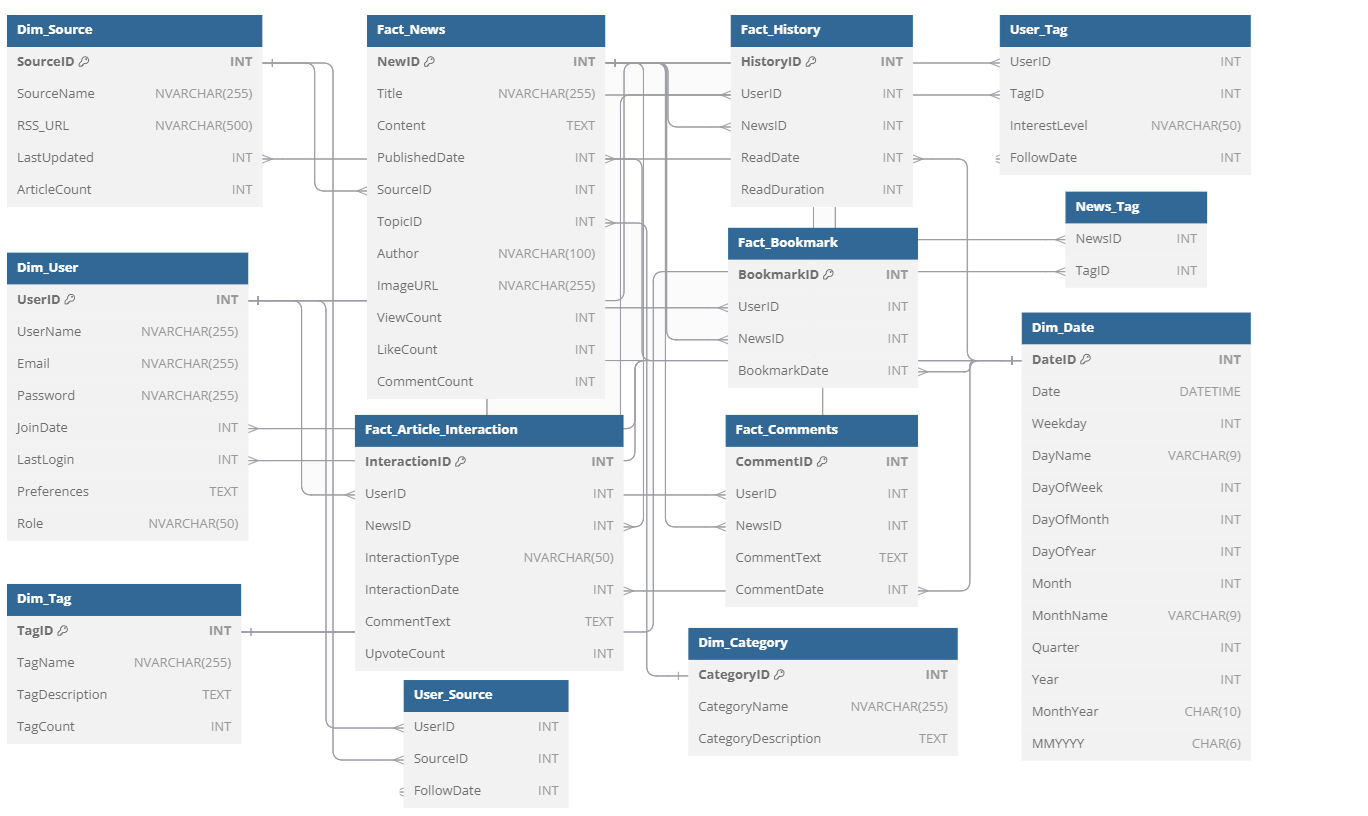 Dim_Source
SourceID INT
SourceName NVARCHAR(255)
RSS_URL NVARCHAR(500)
LastUpdated INT
ArticleCount INT
Dim_User
UserID INT
UserName NVARCHAR(255)
Email NVARCHAR(255)
Password NVARCHAR(255)
JoinDate INT
LastLogin INT
Preferences TEXT
Role NVARCHAR(50)
Dim_Tag
TagID INT
TagName NVARCHAR(255)
TagDescription TEXT
TagCount INT
Fact_News
NewID INT
Title NVARCHAR(255)
Content TEXT
PublishedDate INT
SourceID INT
TopicID INT
Author NVARCHAR(100)
ImageURL NVARCHAR(255)
ViewCount INT
LikeCount INT
CommentCount INT
Fact_Article_Interaction
InteractionID INT
UserID INT
NewsID INT
InteractionType NVARCHAR(50)
InteractionDate INT
CommentText TEXT
UpvoteCount INT
User_Source
UserID INT
SourceID INT
FollowDate INT
Fact_History
HistoryID INT
UserID INT
NewsID INT
ReadDate INT
ReadDuration INT
Fact_Bookmark
BookmarkID INT
UserID INT
NewsID INT
BookmarkDate INT
Fact_Comments
CommentID INT
UserID INT
NewsID INT
CommentText TEXT
CommentDate INT
Dim_Category
CategoryID INT
CategoryName NVARCHAR(255)
CategoryDescription TEXT
User_Tag
UserID INT
TagID INT
InterestLevel NVARCHAR(50)
FollowDate INT
News_Tag
NewsID INT
TagID INT
Dim_Date
DateID INT
Date DATETIME
Weekday INT
DayName VARCHAR(9)
DayOfWeek INT
DayOfMonth INT
DayOfYear INT
Month INT
MonthName VARCHAR(9)
Quarter INT
Year INT
MonthYear CHAR(10)
MMYYYY CHAR(6)